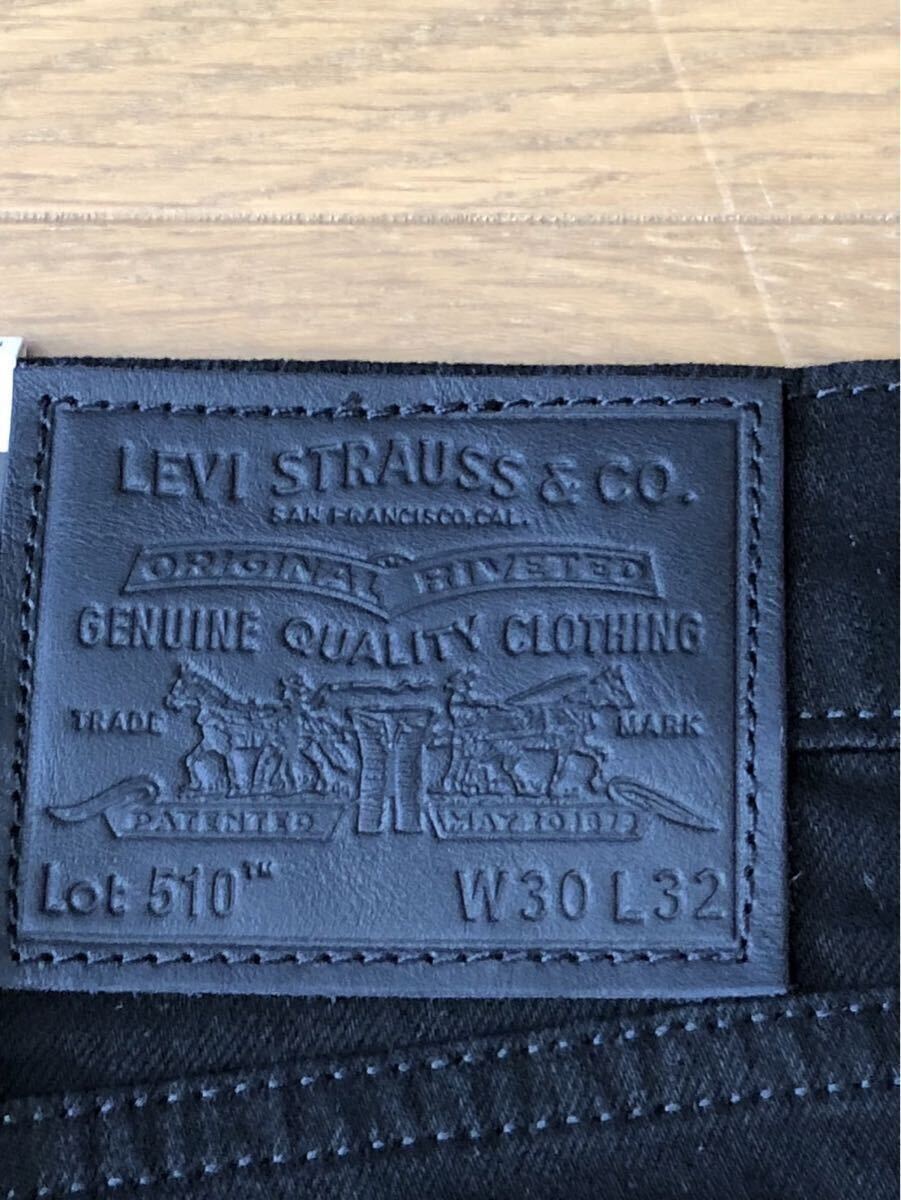 LEVI STRAUSS & CO.
SAN FRANCISCO, CAL.
ORIGINAL RIVETED
GENUINE QUALITY CLOTHING
TRADE MARK
PATENTED MAY 20 1873
Lot 510™ W30 L32